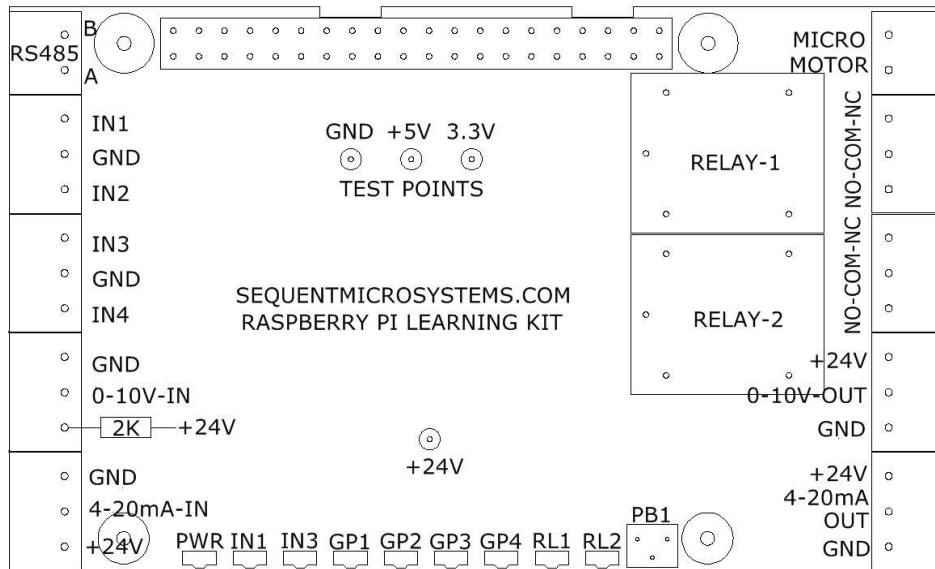 B
RS485
A
IN1
GND
IN2
IN3
GND
IN4
GND
0-10V-IN
2K +24V
GND
4-20mA-IN
+24V
GND +5V 3.3V
TEST POINTS
SEQUENTMICROSYSTEMS.COM
RASPBERRY PI LEARNING KIT
+24V
RELAY-1
RELAY-2
MICRO
MOTOR
NO-COM-NC
NO-COM-NC
+24V
0-10V-OUT
GND
+24V
4-20mA
OUT
GND
PB1
PWR IN1 IN3 GP1 GP2 GP3 GP4 RL1 RL2